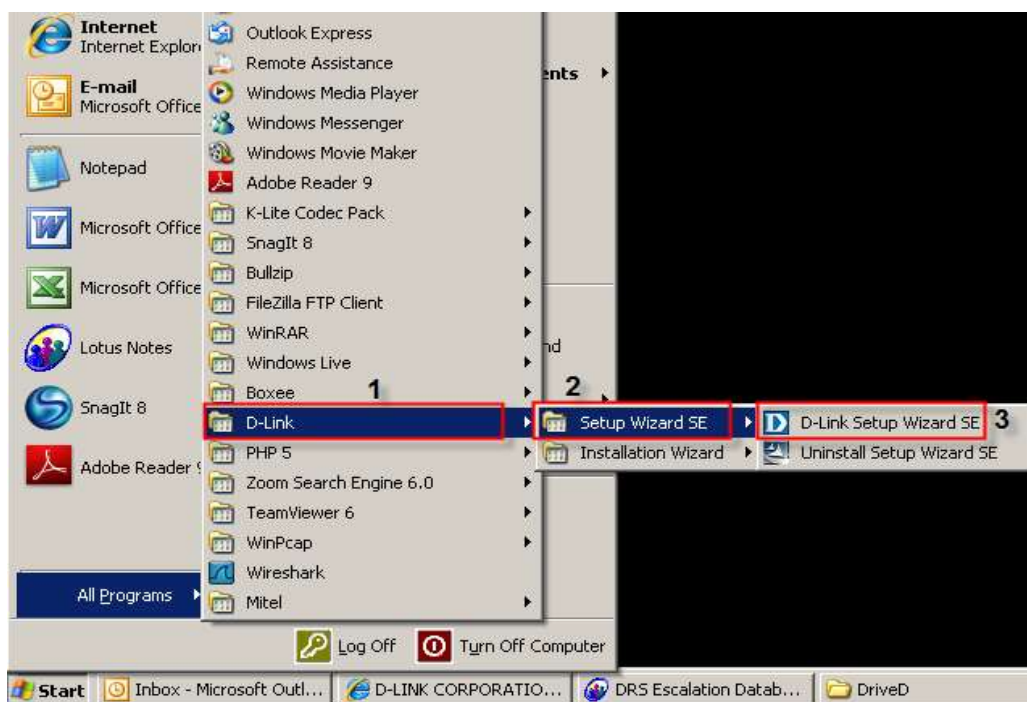 Internet
Internet Explor
E-mail
Microsoft Office
Notepad
Microsoft Office
Microsoft Office
Lotus Notes
SnagIt 8
Adobe Reader 9
All Programs
Outlook Express
Remote Assistance
Windows Media Player
Windows Messenger
Windows Movie Maker
Adobe Reader 9
K-Lite Codec Pack
SnagIt 8
Bullzip
FileZilla FTP Client
WinRAR
Windows Live
Boxee
1
D-Link
PHP 5
Zoom Search Engine 6.0
TeamViewer 6
WinPcap
Wireshark
Mitel
ents
nd
2
Setup Wizard SE
Installation Wizard
D-Link Setup Wizard SE
3
Uninstall Setup Wizard SE
Log Off
Turn Off Computer
Start
Inbox - Microsoft Outl...
D-LINK CORPORATIO...
DRS Escalation Datab...
DriveD